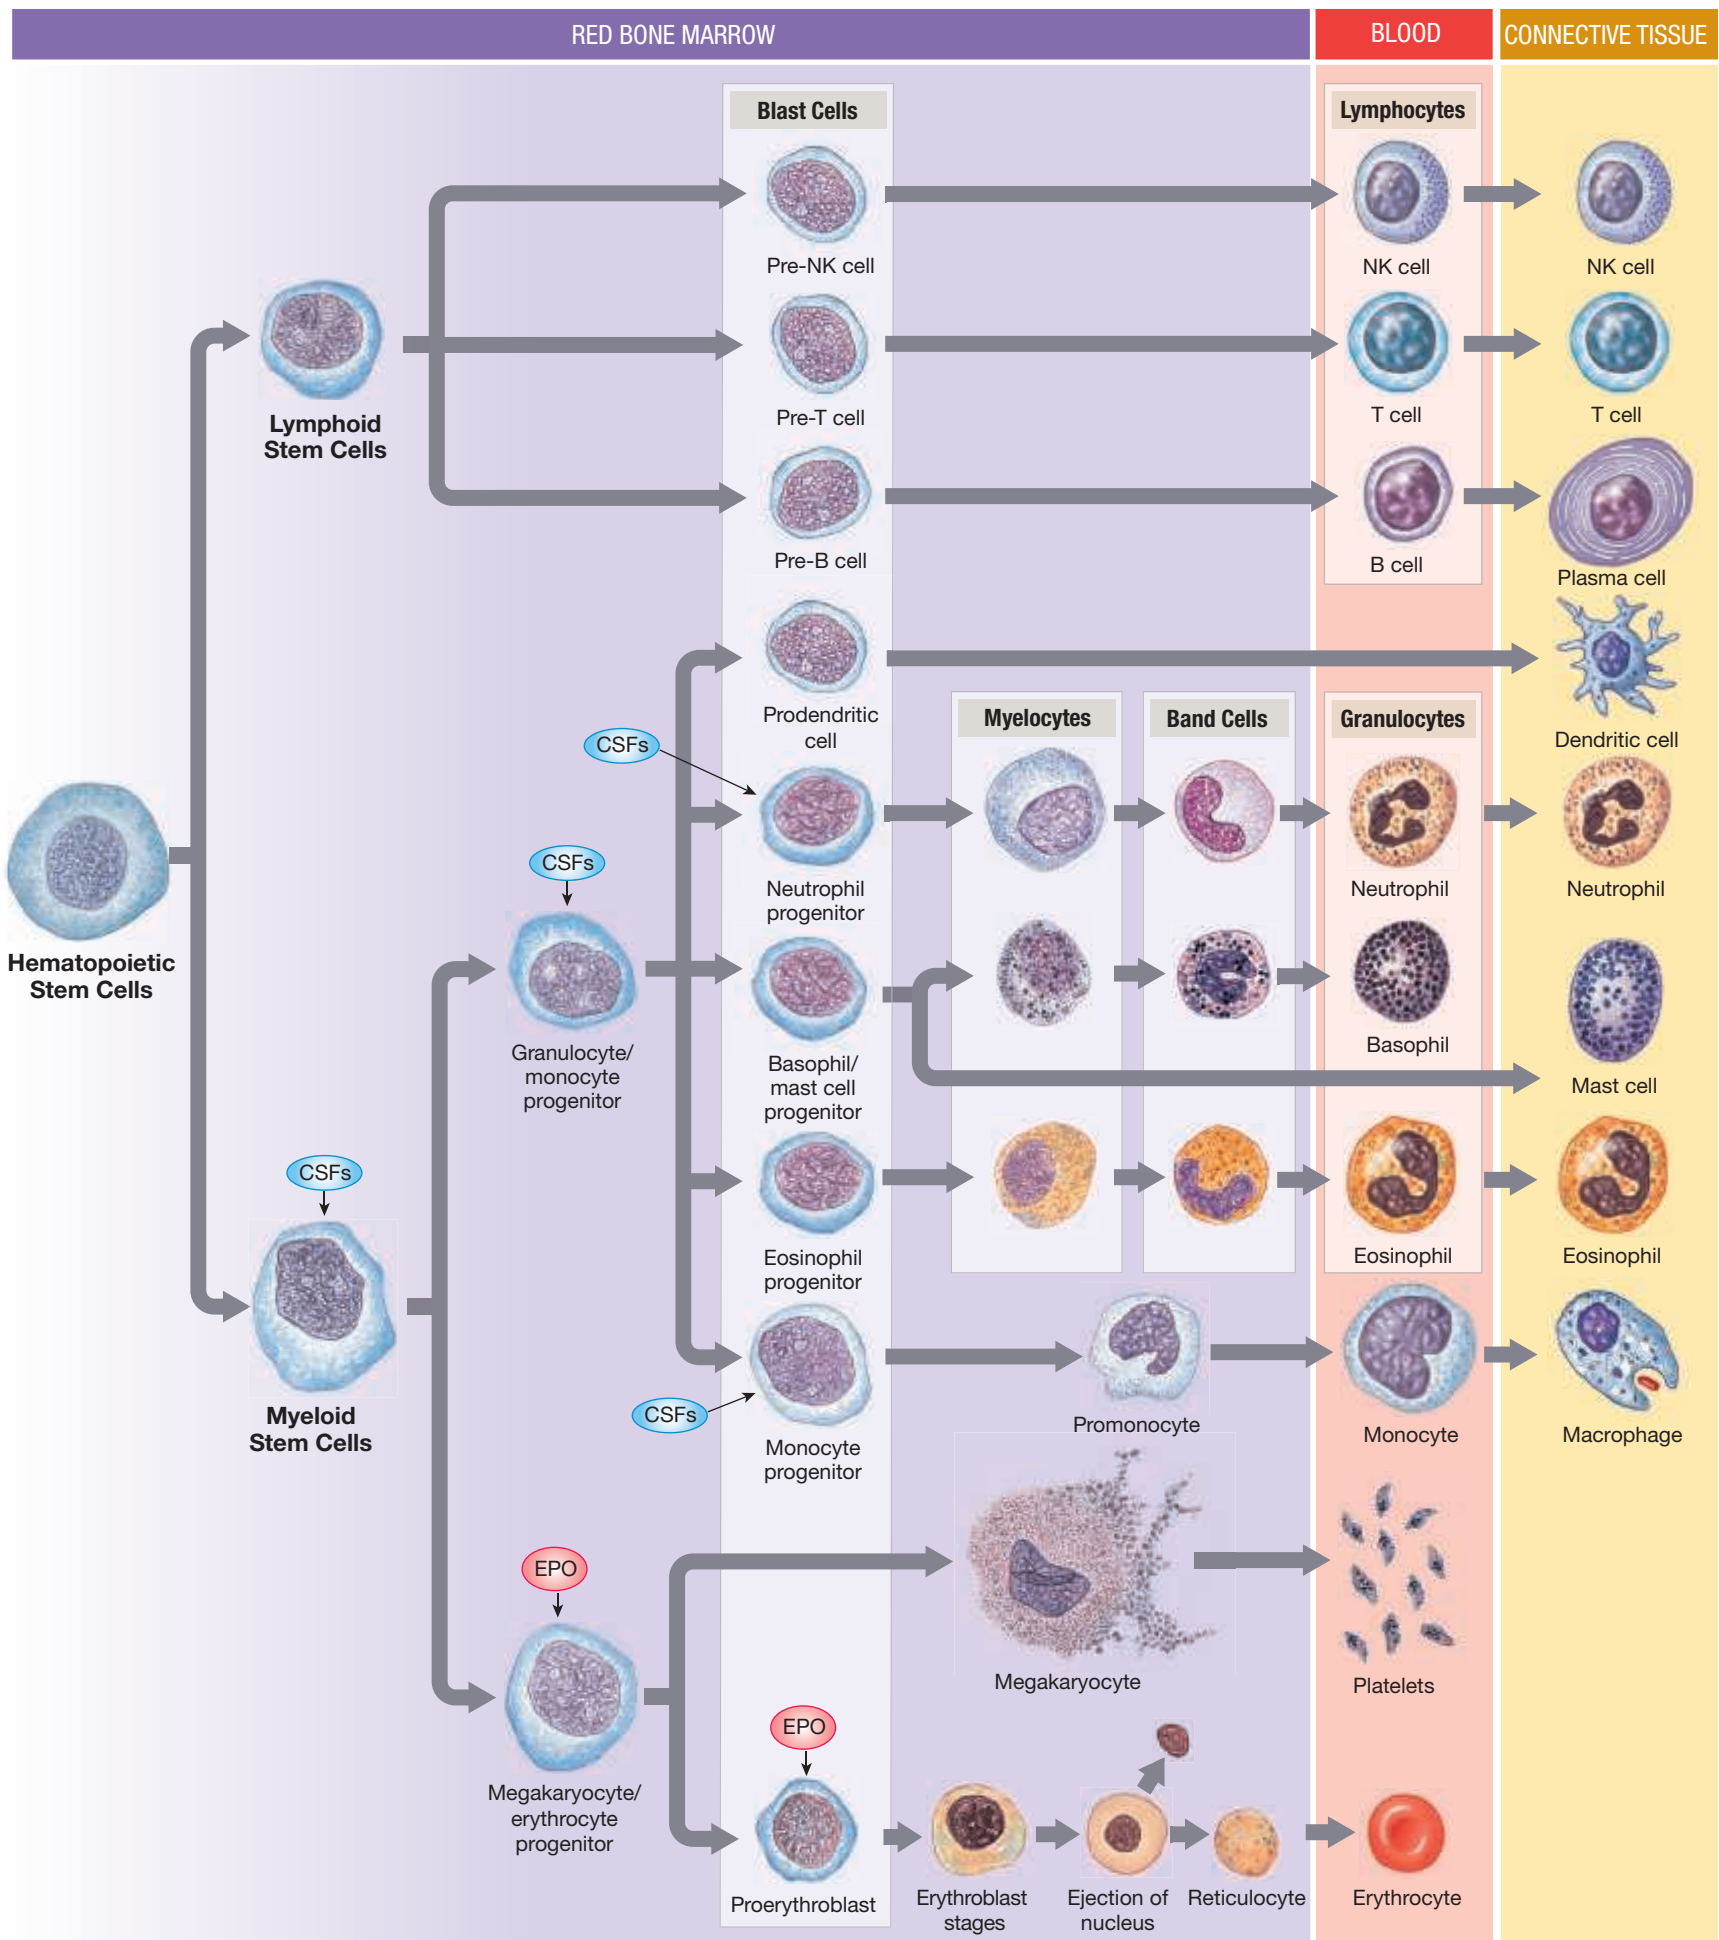 RED BONE MARROW
BLOOD
CONNECTIVE TISSUE
Blast Cells
Lymphocytes
Pre-NK cell
NK cell
NK cell
Lymphoid
Stem Cells
Pre-T cell
T cell
T cell
Pre-B cell
B cell
Plasma cell
Prodendritic
cell
Dendritic cell
Myelocytes
Band Cells
Granulocytes
CSFs
Neutrophil
progenitor
Neutrophil
Neutrophil
CSFs
Hematopoietic
Stem Cells
Granulocyte/
monocyte
progenitor
Basophil/
mast cell
progenitor
Basophil
Mast cell
CSFs
Eosinophil
progenitor
Eosinophil
Eosinophil
Myeloid
Stem Cells
CSFs
Monocyte
progenitor
Promonocyte
Monocyte
Macrophage
EPO
Megakaryocyte
Platelets
Megakaryocyte/
erythrocyte
progenitor
EPO
Proerythroblast
Erythroblast
stages
Ejection of
nucleus
Reticulocyte
Erythrocyte